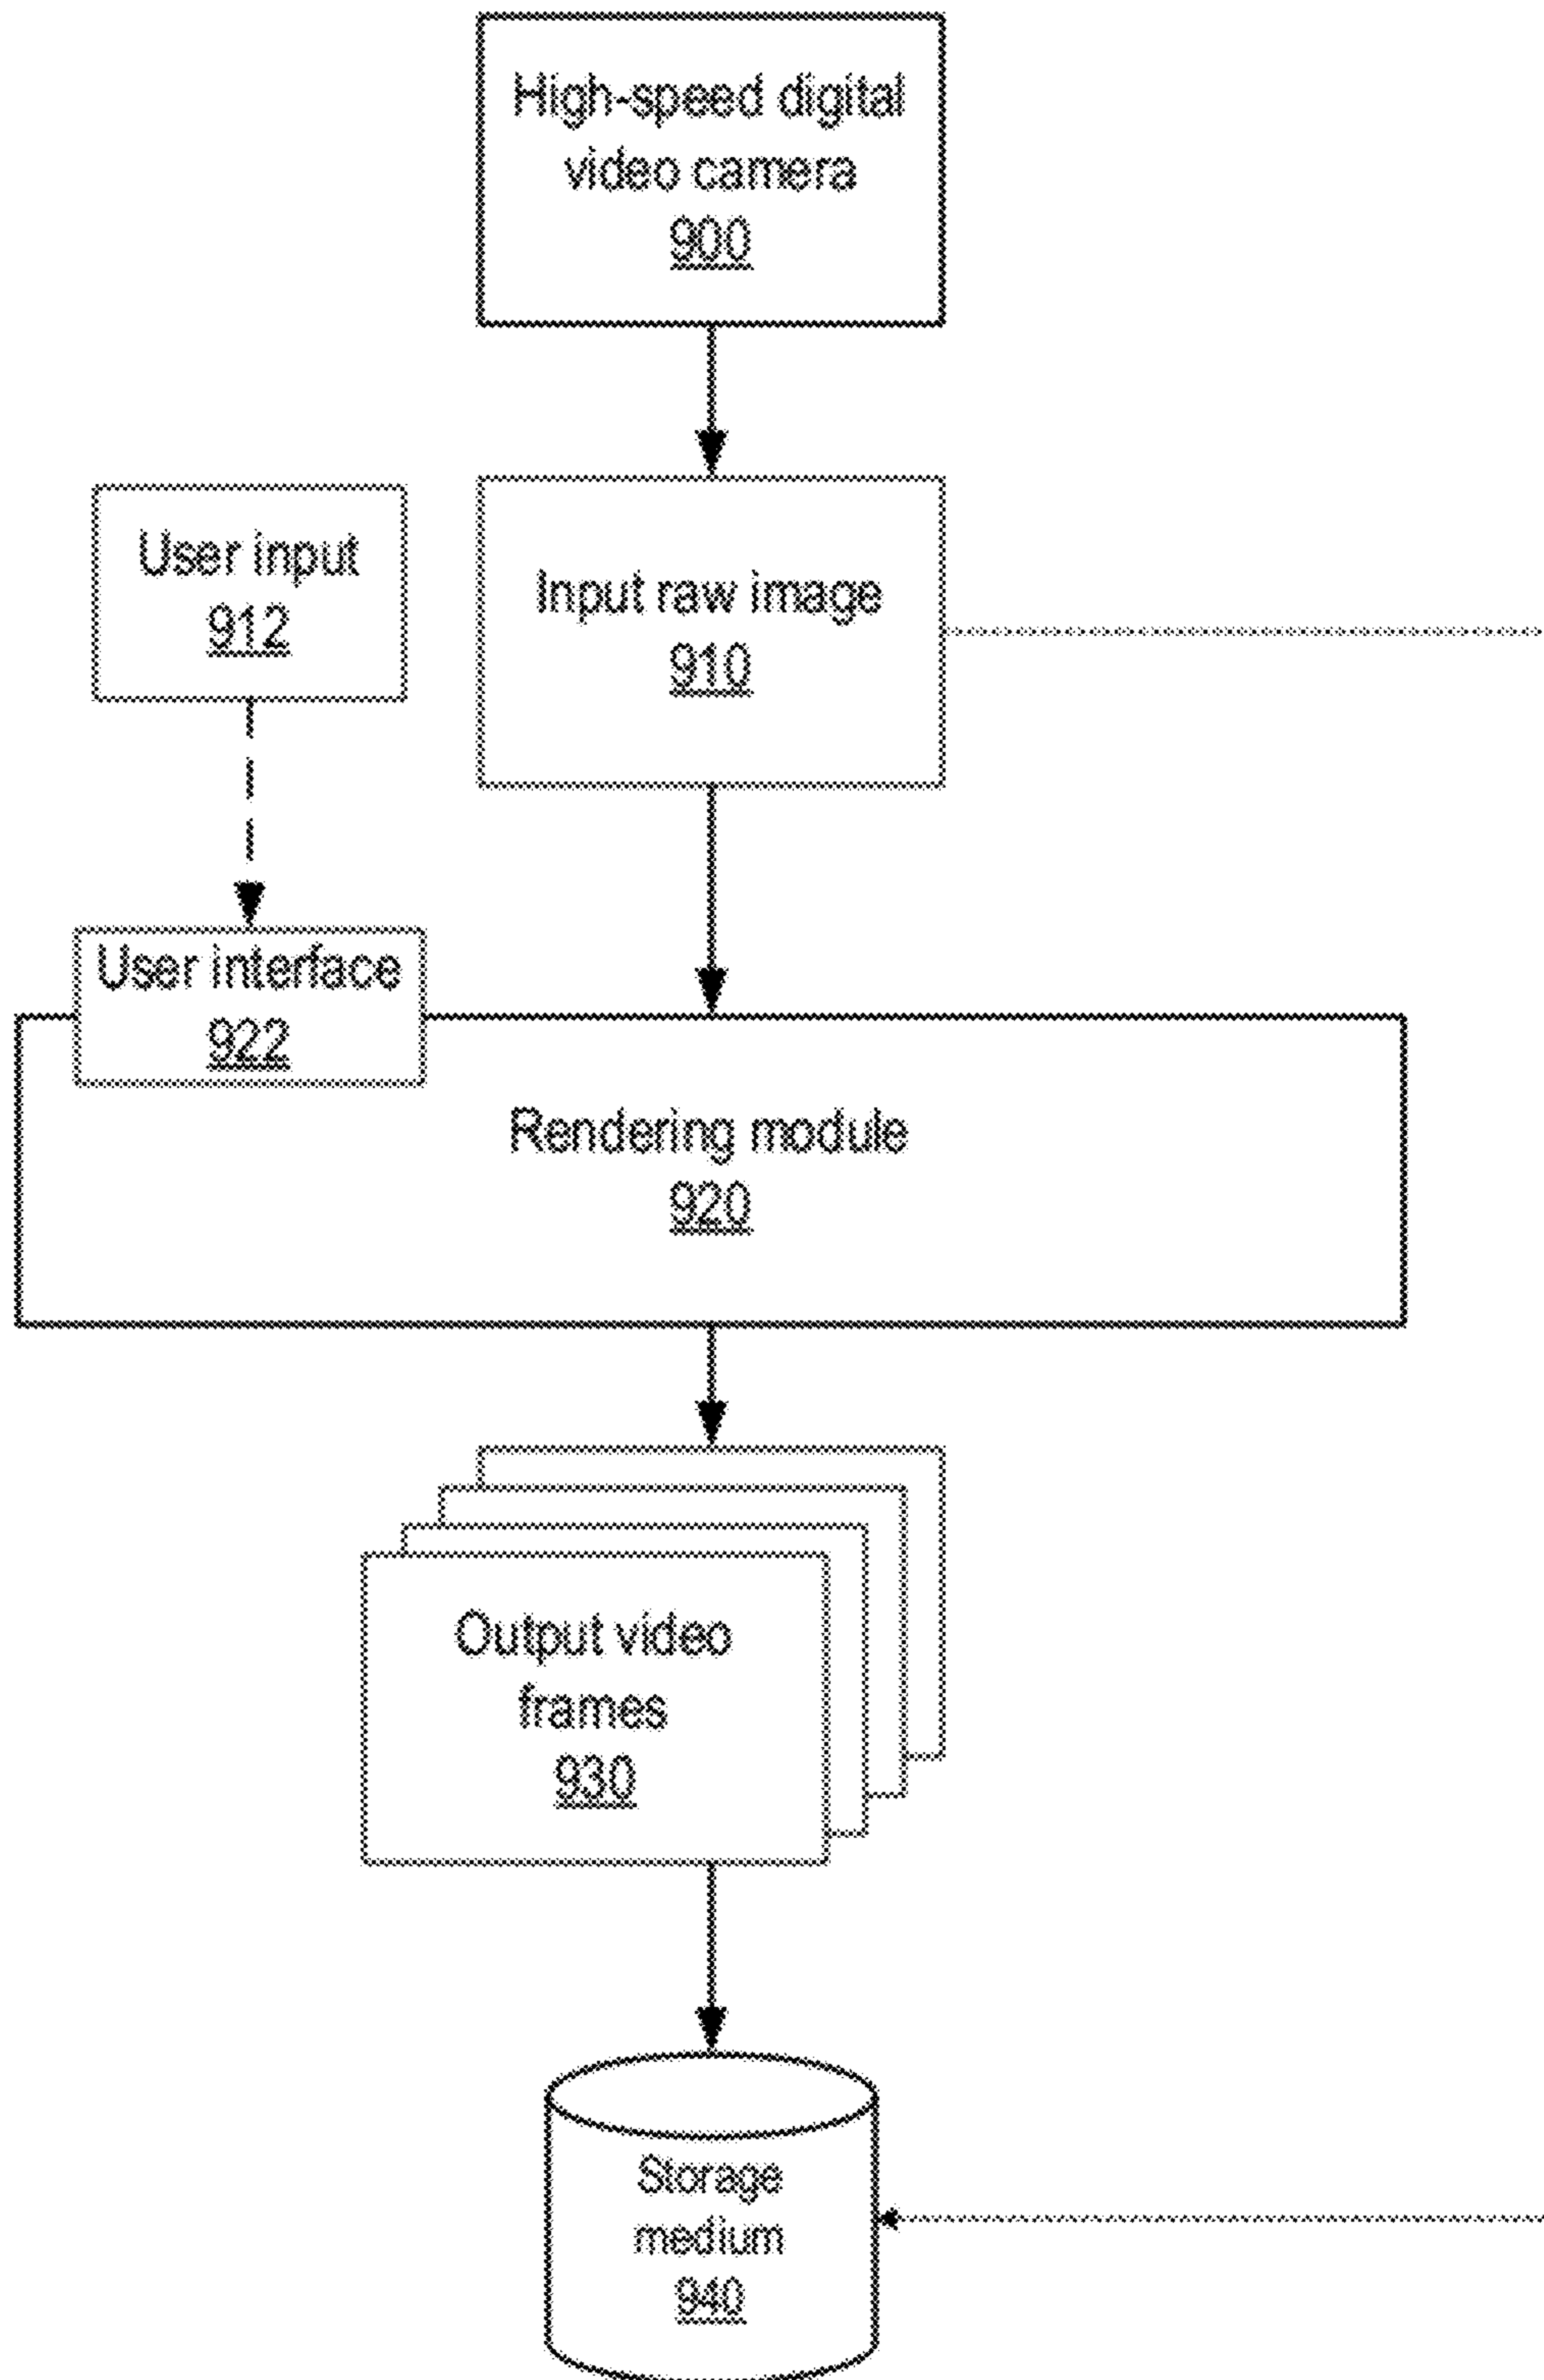 High-speed digital
video camera
900
User input
912
Input raw image
910
User interface
922
Rendering module
920
Output video
frames
930
Storage
medium
940